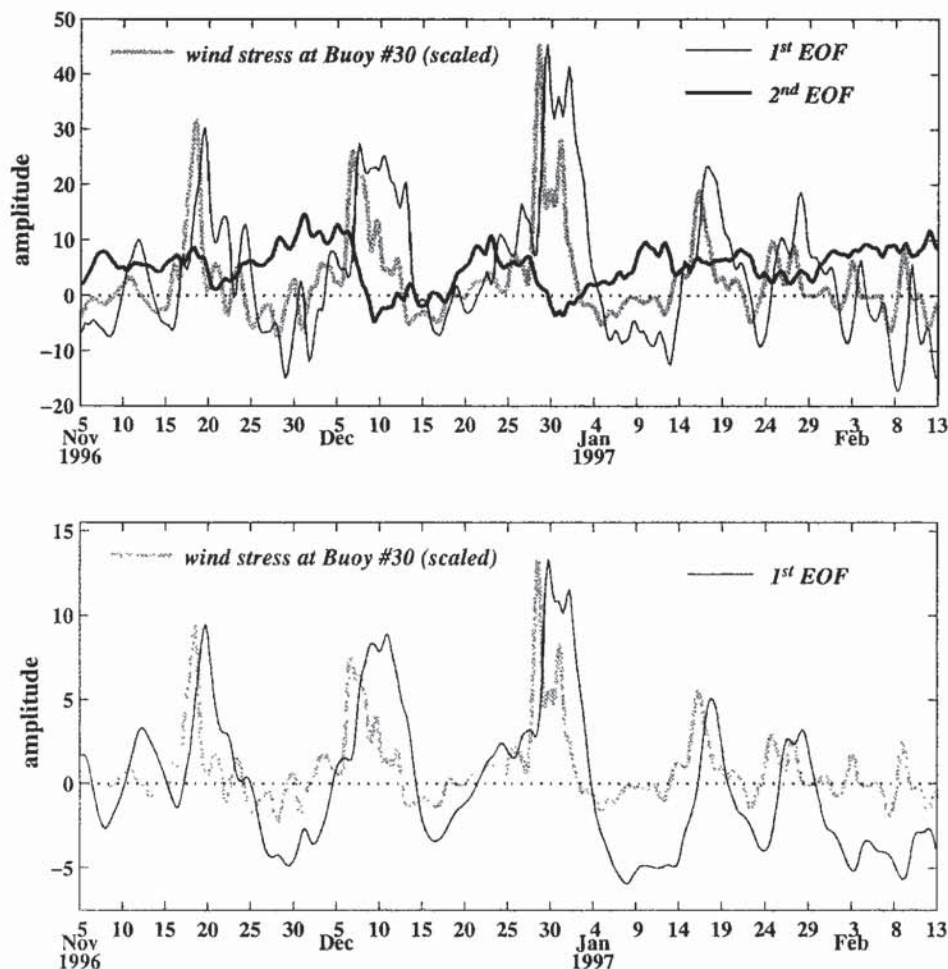 50
40
30
20
10
0
−10
−20
amplitude
wind stress at Buoy #30 (scaled)
1st EOF
2nd EOF
5 10 15 20 25 30 5 10 15 20 25 30 4 9 14 19 24 29 3 8 13
Nov Dec Jan Feb
1996 1997
15
10
5
0
−5
amplitude
wind stress at Buoy #30 (scaled)
1st EOF
5 10 15 20 25 30 5 10 15 20 25 30 4 9 14 19 24 29 3 8 13
Nov Dec Jan Feb
1996 1997